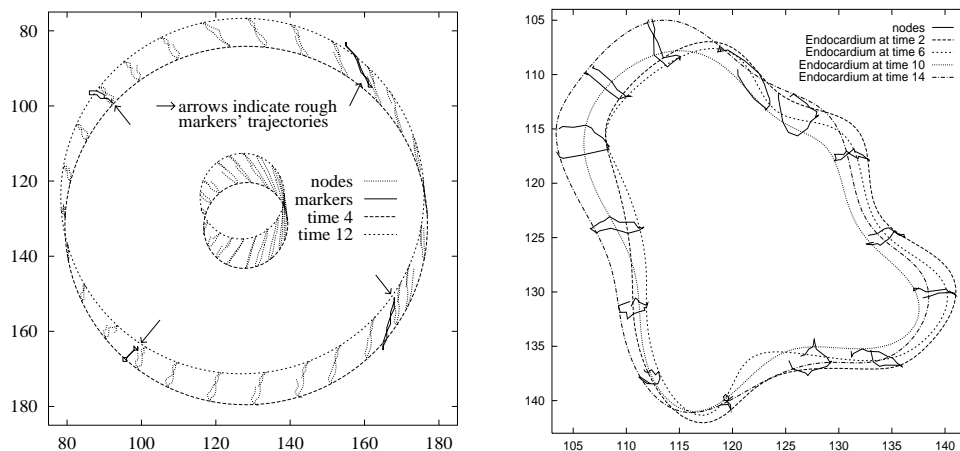 80
100
120
140
160
180
80 100 120 140 160 180
arrows indicate rough
markers' trajectories
nodes
markers
time 4
time 12
105
110
115
120
125
130
135
140
105 110 115 120 125 130 135 140
nodes
Endocardium at time 2
Endocardium at time 6
Endocardium at time 10
Endocardium at time 14